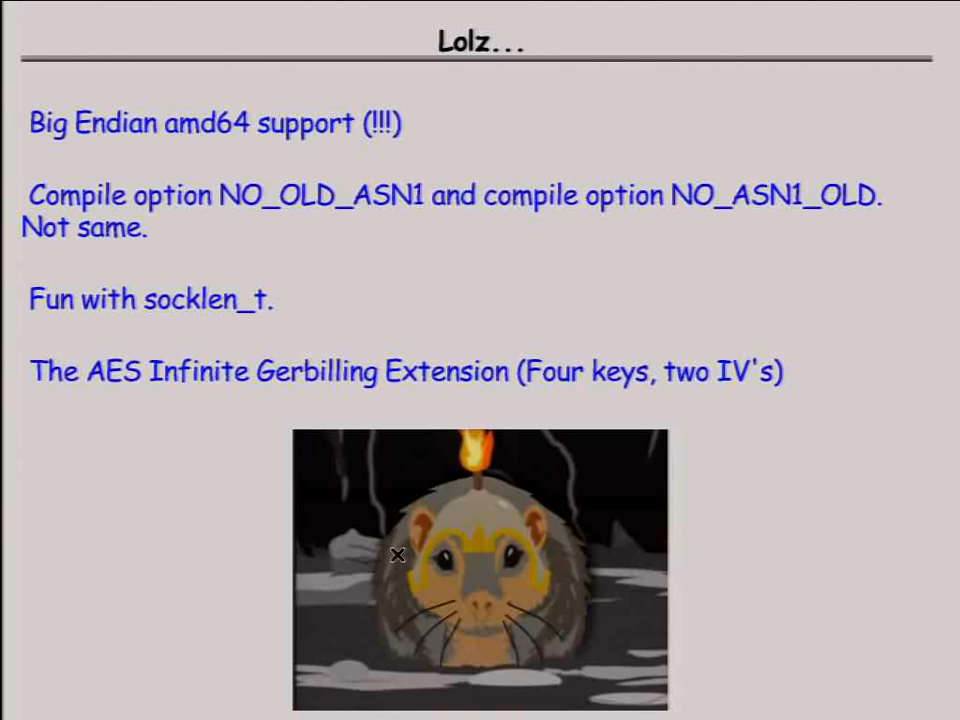 Lolz...
Big Endian amd64 support (!!!)
Compile option NO_OLD_ASN1 and compile option NO_ASN1_OLD.
Not same.
Fun with socklen_t.
The AES Infinite Gerbilling Extension (Four keys, two IV's)